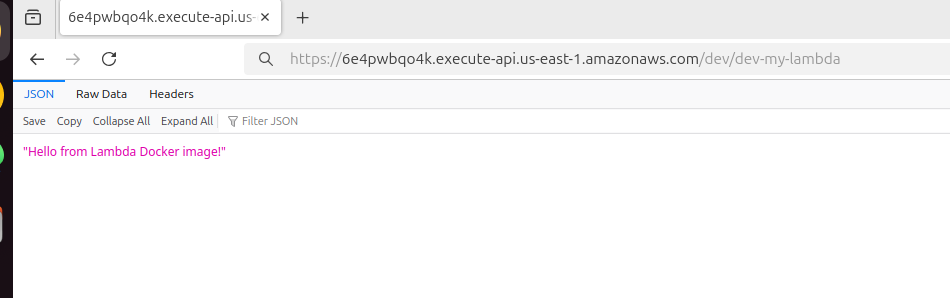 6e4pwbqo4k.execute-api.us-
https://6e4pwbqo4k.execute-api.us-east-1.amazonaws.com/dev/dev-my-lambda
JSON Raw Data Headers
Save Copy Collapse All Expand All Filter JSON
"Hello from Lambda Docker image!"